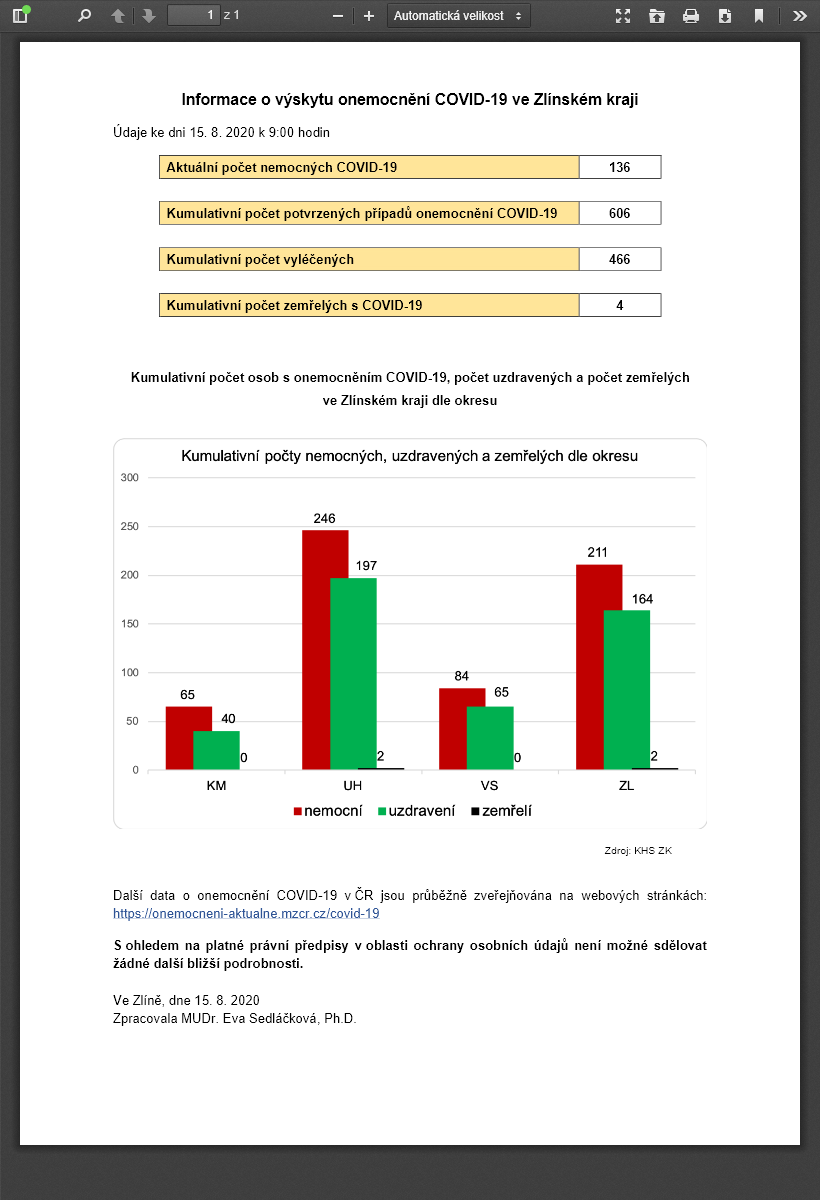 1 z 1 Automatická velikost
Informace o výskytu onemocnění COVID-19 ve Zlínském kraji
Údaje ke dni 15. 8. 2020 k 9:00 hodin
Aktuální počet nemocných COVID-19 136
Kumulativní počet potvrzených případů onemocnění COVID-19 606
Kumulativní počet vyléčených 466
Kumulativní počet zemřelých s COVID-19 4
Kumulativní počet osob s onemocněním COVID-19, počet uzdravených a počet zemřelých
ve Zlínském kraji dle okresu
Kumulativní počty nemocných, uzdravených a zemřelých dle okresu
300
250
200
150
100
50
0
65 40 0
246 197 2
84 65 0
211 164 2
KM UH VS ZL
nemocní uzdravení zemřelí
Zdroj: KHS ZK
Další data o onemocnění COVID-19 v ČR jsou průběžně zveřejňována na webových stránkách:
https://onemocneni-aktualne.mzcr.cz/covid-19
S ohledem na platné právní předpisy v oblasti ochrany osobních údajů není možné sdělovat
žádné další bližší podrobnosti.
Ve Zlíně, dne 15. 8. 2020
Zpracovala MUDr. Eva Sedláčková, Ph.D.